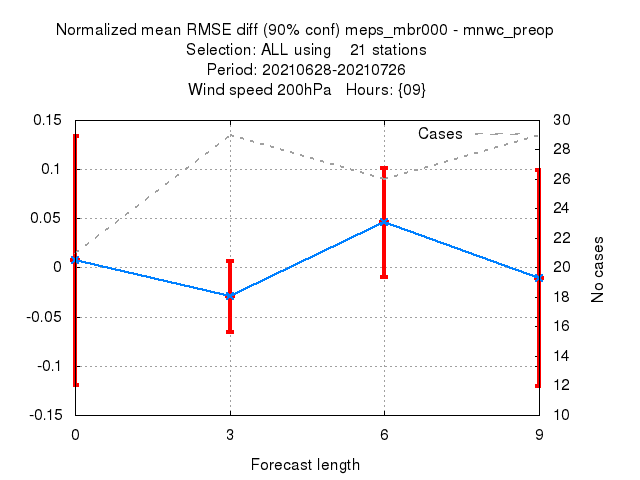 Normalized mean RMSE diff (90% conf) meps_mbr000 - mnwc_preop
Selection: ALL using 21 stations
Period: 20210628-20210726
Wind speed 200hPa Hours: {09}
0.15
0.1
0.05
0
-0.05
-0.1
-0.15
Cases
30
28
26
24
22
20
18
16
14
12
10
No cases
0 3 6 9
Forecast length